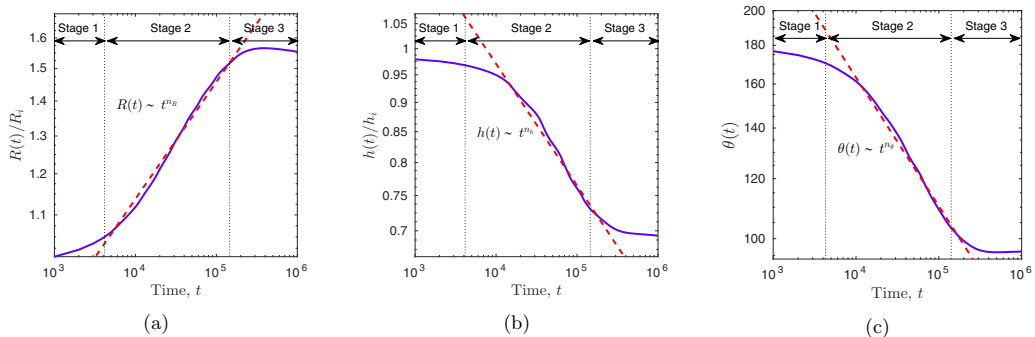 Stage 1 Stage 2 Stage 3
R(t) ∼ t^{n_R}
R(t)/R_i
1.6
1.5
1.4
1.3
1.2
1.1
10^3 10^4 10^5 10^6
Time, t
(a)
Stage 1 Stage 2 Stage 3
h(t) ∼ t^{n_h}
h(t)/h_i
1.05
1
0.95
0.9
0.85
0.8
0.75
0.7
10^3 10^4 10^5 10^6
Time, t
(b)
Stage 1 Stage 2 Stage 3
θ(t) ∼ t^{n_θ}
θ(t)
200
180
160
140
120
100
10^3 10^4 10^5 10^6
Time, t
(c)